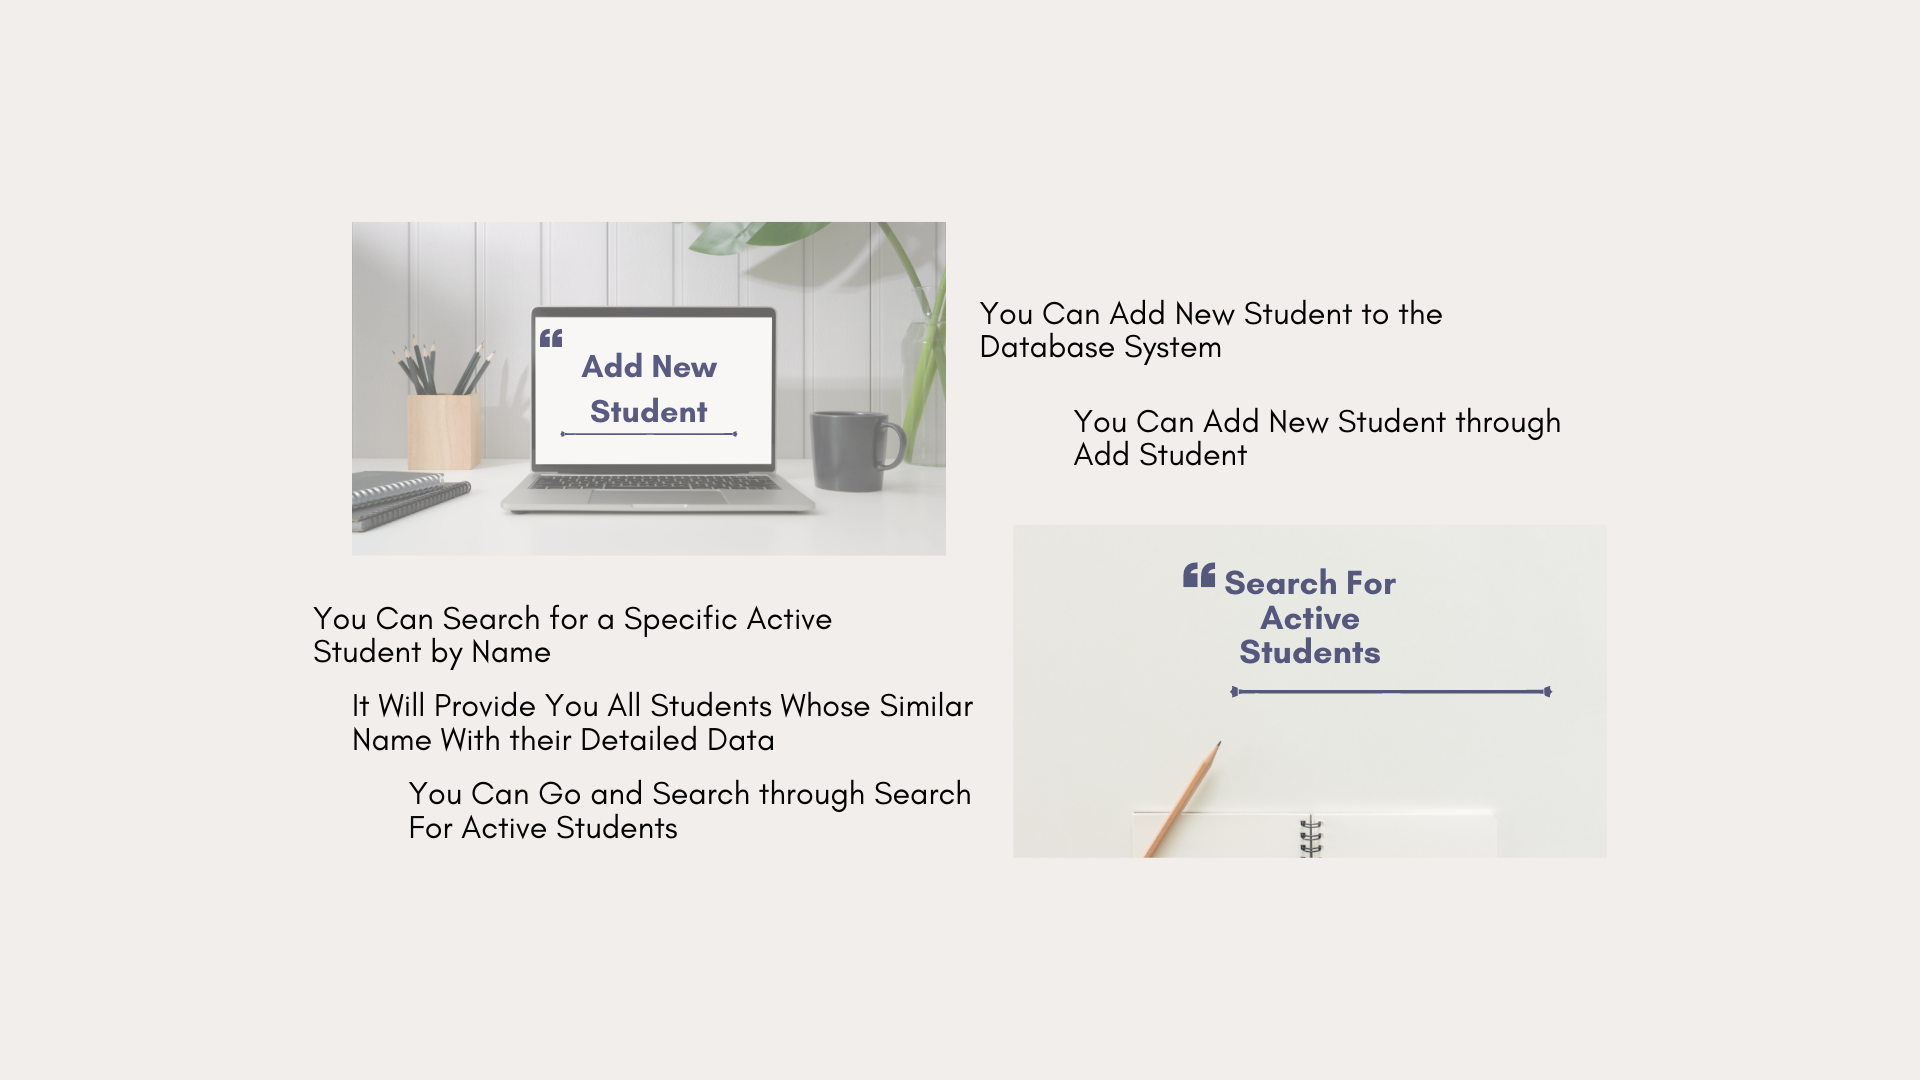 “
Add New
Student
You Can Add New Student to the
Database System
You Can Add New Student through
Add Student
You Can Search for a Specific Active
Student by Name
It Will Provide You All Students Whose Similar
Name With their Detailed Data
You Can Go and Search through Search
For Active Students
“ Search For
Active
Students